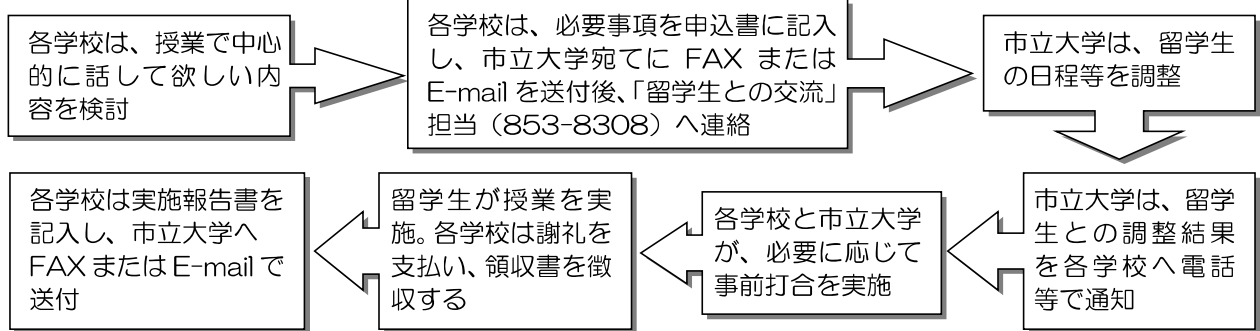 各学校は、授業で中心
的に話して欲しい内
容を検討
各学校は、必要事項を申込書に記入
し、市立大学宛てに FAX または
E-mail を送付後、「留学生との交流」
担当（853-8308）へ連絡
市立大学は、留学生
の日程等を調整
市立大学は、留学
生との調整結果
を各学校へ電話
等で通知
各学校と市立大学
が、必要に応じて
事前打合を実施
留学生が授業を実
施。各学校は謝礼を
支払い、領収書を徴
収する
各学校は実施報告書を
記入し、市立大学へ
FAX または E-mail で
送付